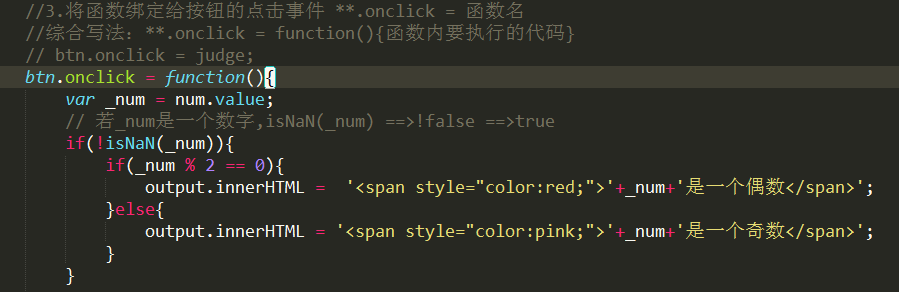 //3.将函数绑定给按钮的点击事件 **.onclick = 函数名
//综合写法：**.onclick = function(){函数内要执行的代码}
// btn.onclick = judge;
btn.onclick = function(){
    var _num = num.value;
    // 若_num是一个数字,isNaN(_num) ==>!false ==>true
    if(!isNaN(_num)){
        if(_num % 2 == 0){
            output.innerHTML =  '<span style="color:red;">'+_num+'是一个偶数</span>';
        }else{
            output.innerHTML = '<span style="color:pink;">'+_num+'是一个奇数</span>';
        }
    }